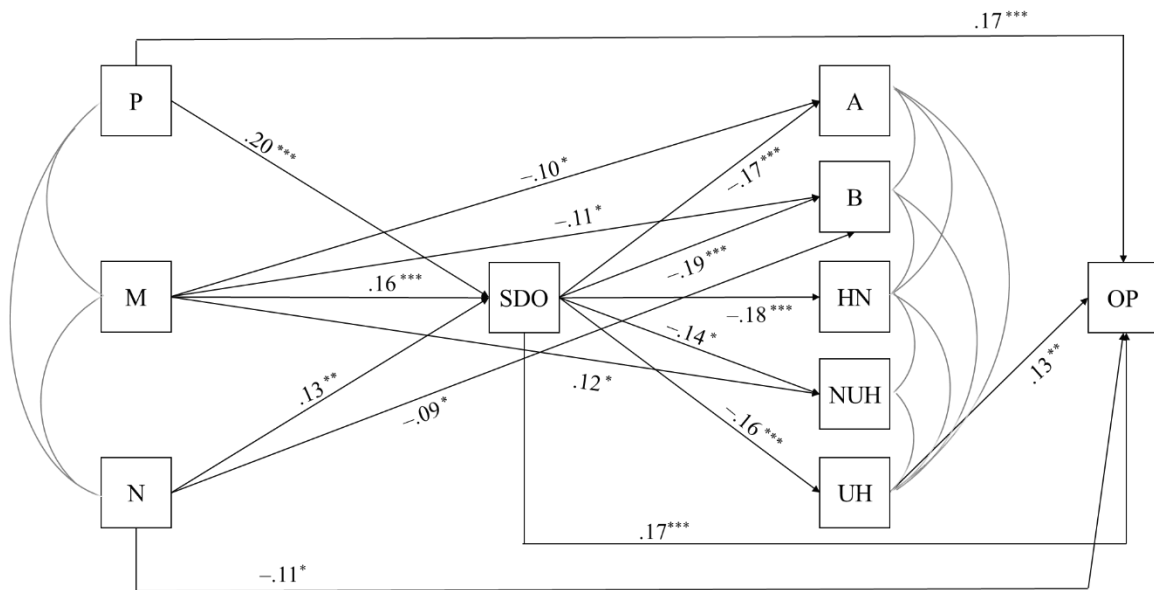 .17***
P
A
.20***
−.10*
−.17***
B
−.11*
−.19***
M
.16***
SDO
−.18***
HN
OP
−.14*
.12*
.13**
−.09*
NUH
.13**
−.16***
N
UH
.17***
−.11*